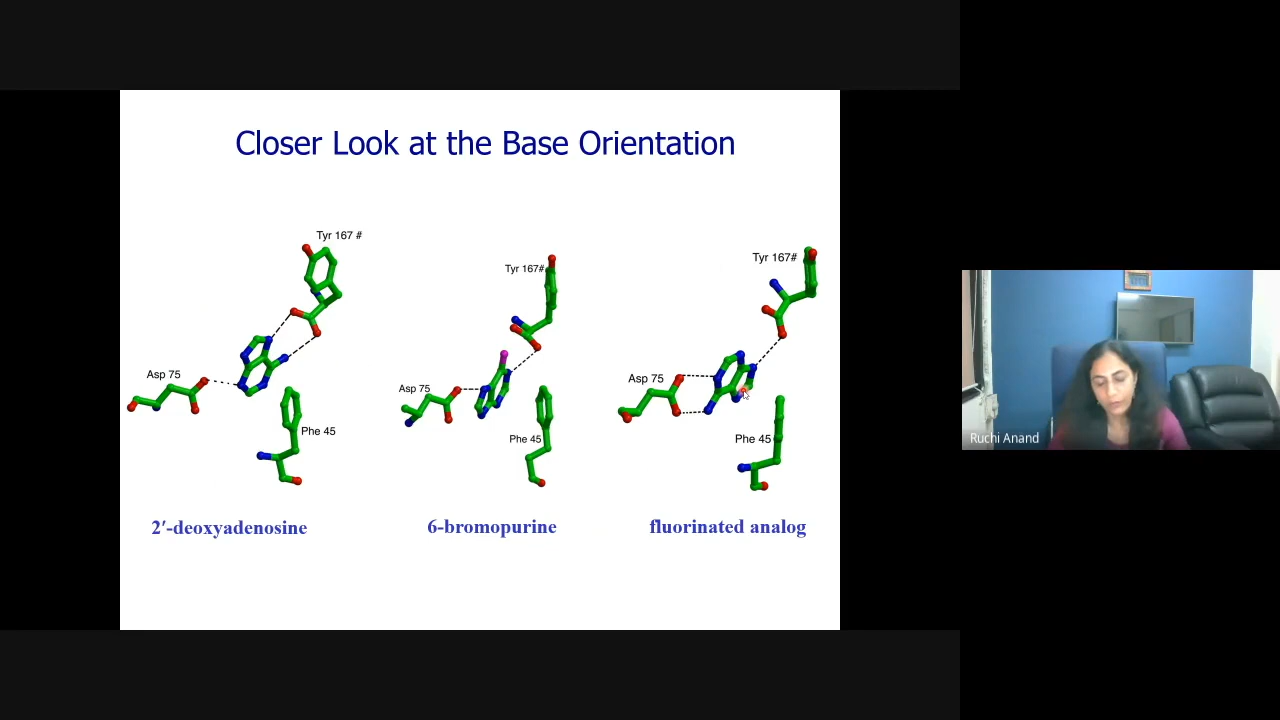 Closer Look at the Base Orientation
Tyr 167 #
Asp 75
Phe 45
2′-deoxyadenosine
Tyr 167#
Asp 75
Phe 45
6-bromopurine
Tyr 167#
Asp 75
Phe 45
fluorinated analog
Ruchi Anand